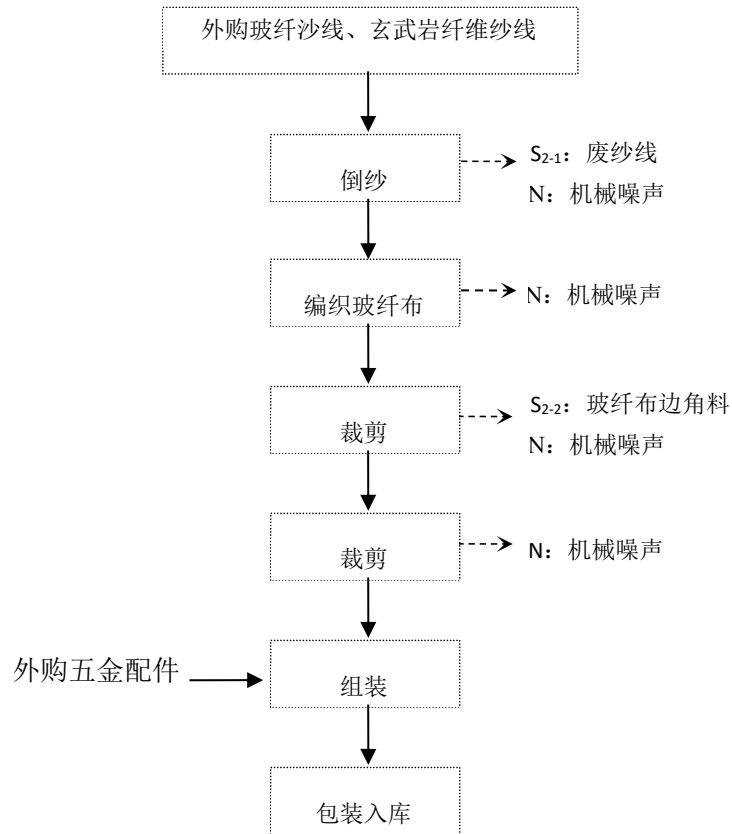 外购玻纤沙线、玄武岩纤维纱线
倒纱
S2-1：废纱线
N：机械噪声
编织玻纤布
N：机械噪声
裁剪
S2-2：玻纤布边角料
N：机械噪声
裁剪
N：机械噪声
外购五金配件
组装
包装入库